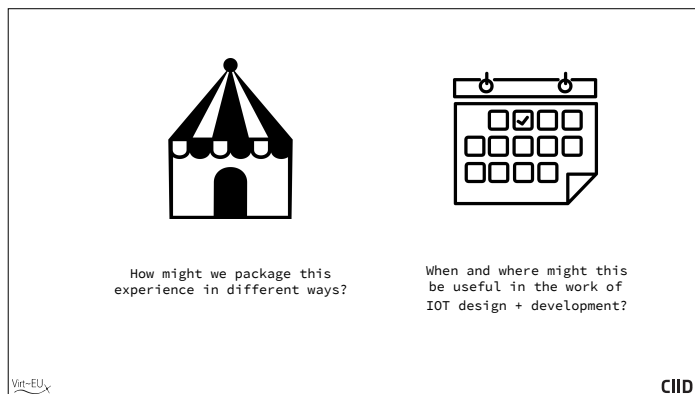 How might we package this
experience in different ways?
When and where might this
be useful in the work of
IOT design + development?
Virt~EU
CIID